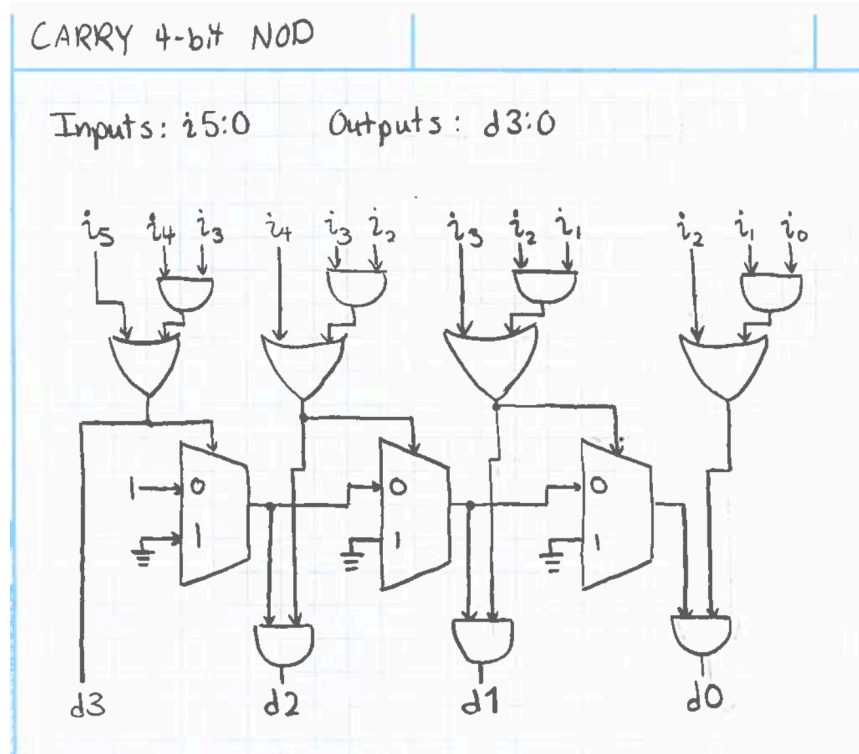 CARRY 4-bit NOD
Inputs: i5:0 Outputs: d3:0
i5 i4 i3 i4 i3 i2 i3 i2 i1 i2 i1 i0
1 0 0 0
1 1 1
d3 d2 d1 d0